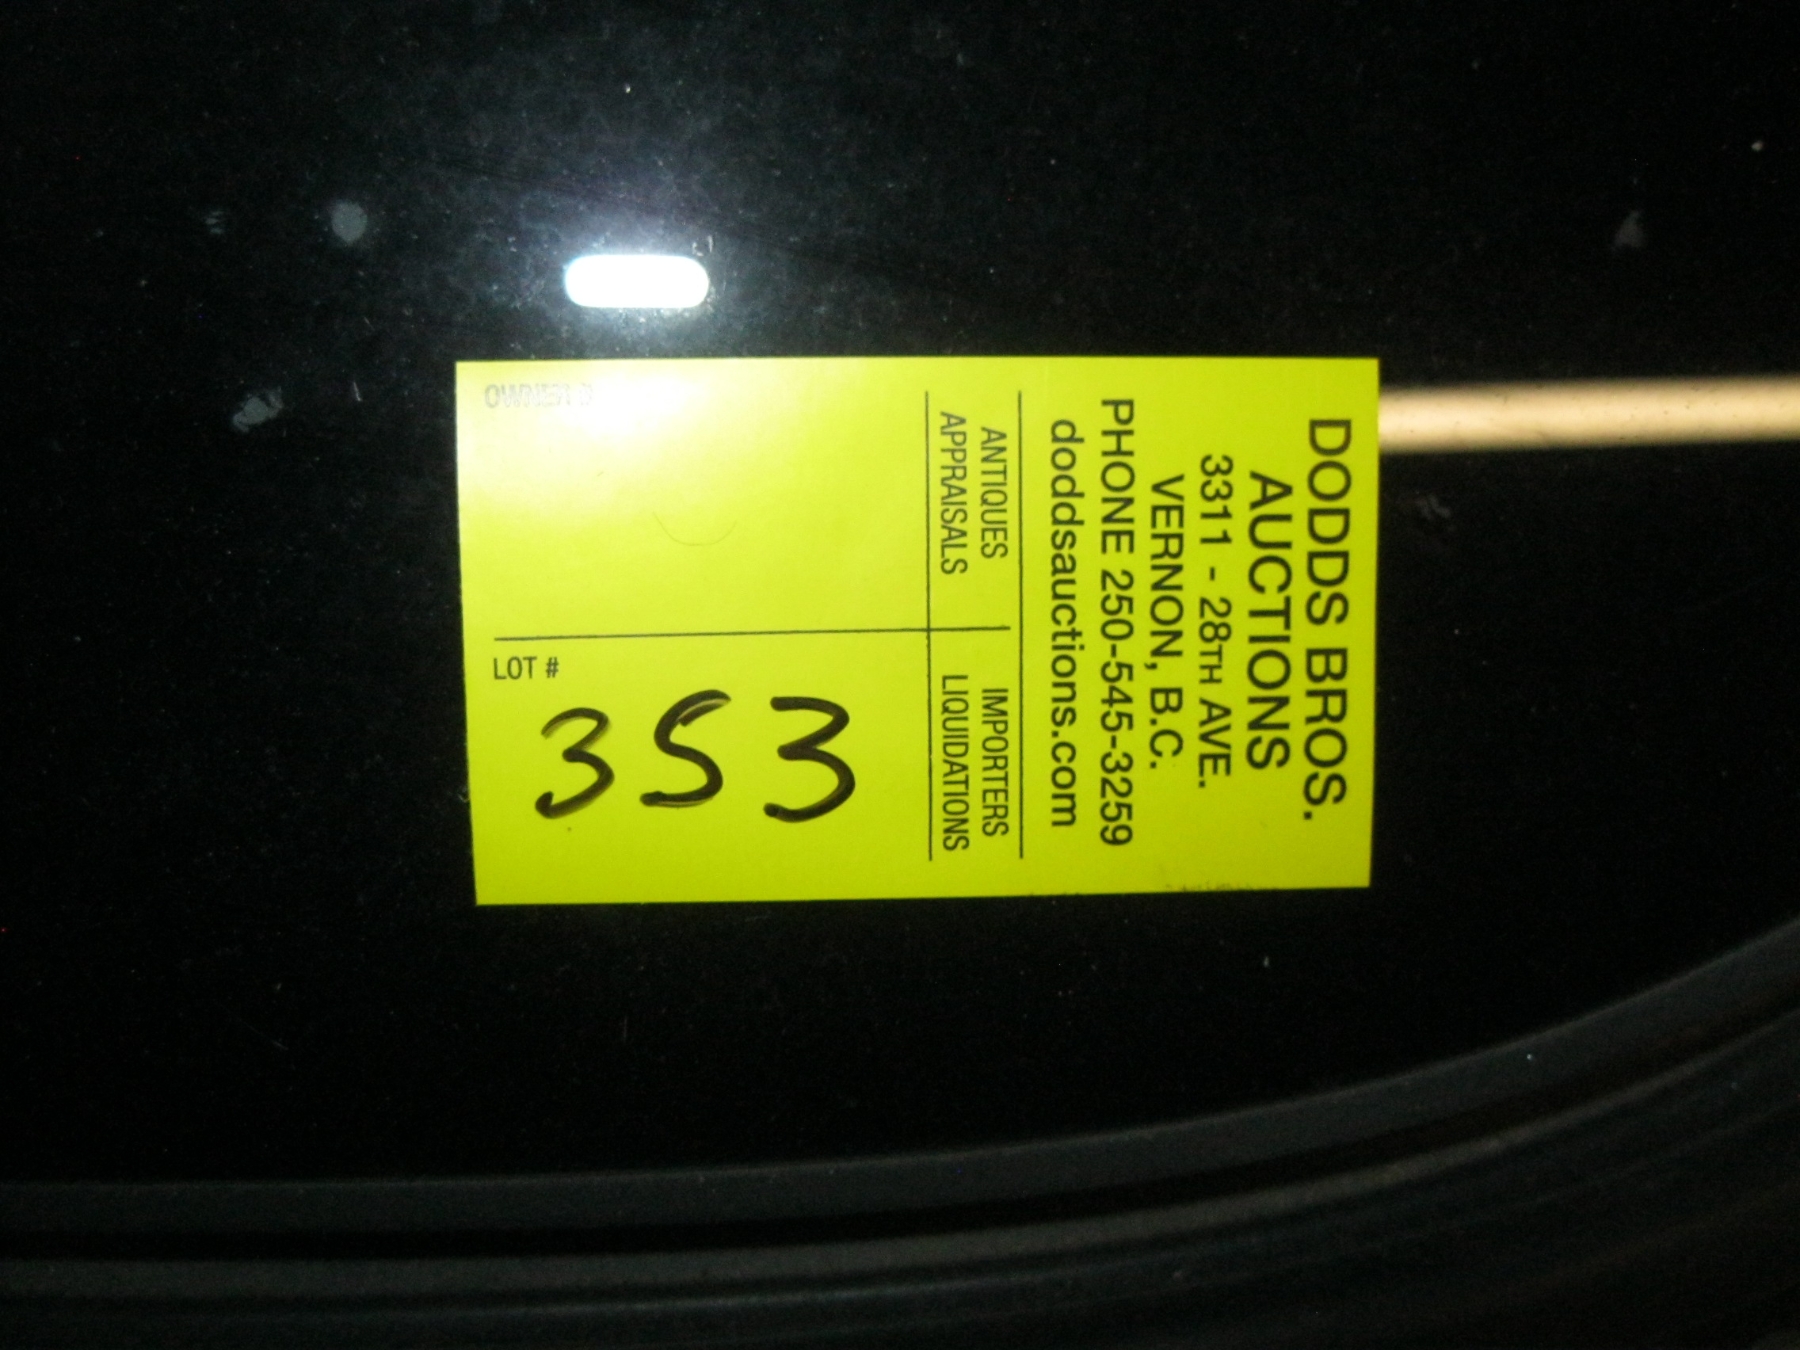 DODDS BROS.
AUCTIONS
3311 - 28TH AVE.
VERNON, B.C.
PHONE 250-545-3259
doddsauctions.com
ANTIQUES IMPORTERS
APPRAISALS LIQUIDATIONS
LOT #
353